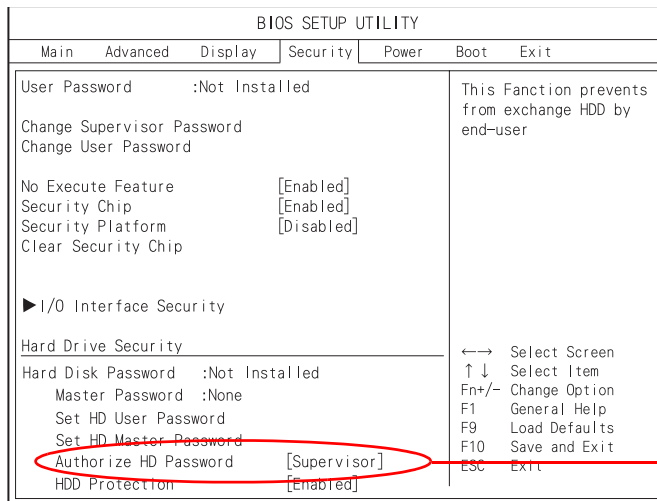 BIOS SETUP UTILITY
Main Advanced Display Security Power Boot Exit
User Password :Not Installed
Change Supervisor Password
Change User Password
No Execute Feature [Enabled]
Security Chip [Enabled]
Security Platform [Disabled]
Clear Security Chip
▶I/O Interface Security
Hard Drive Security
Hard Disk Password :Not Installed
Master Password :None
Set HD User Password
Set HD Master Password
Authorize HD Password [Supervisor]
HDD Protection [Enabled]
This Fanction prevents
from exchange HDD by
end-user
←→ Select Screen
↑↓ Select Item
Fn+/- Change Option
F1 General Help
F9 Load Defaults
F10 Save and Exit
ESC Exit